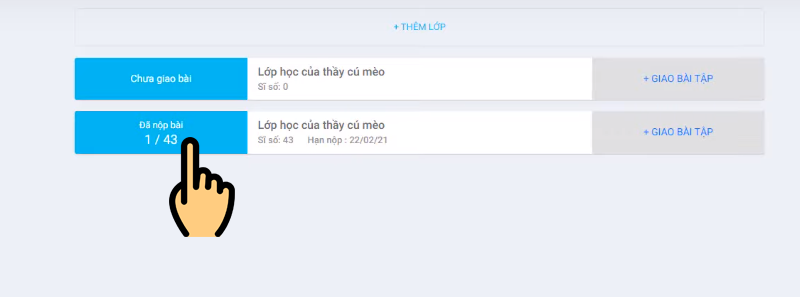 + THÊM LỚP
Chưa giao bài
Lớp học của thầy cú mèo
Sĩ số: 0
+ GIAO BÀI TẬP
Đã nộp bài
1 / 43
Lớp học của thầy cú mèo
Sĩ số: 43 Hạn nộp : 22/02/21
+ GIAO BÀI TẬP